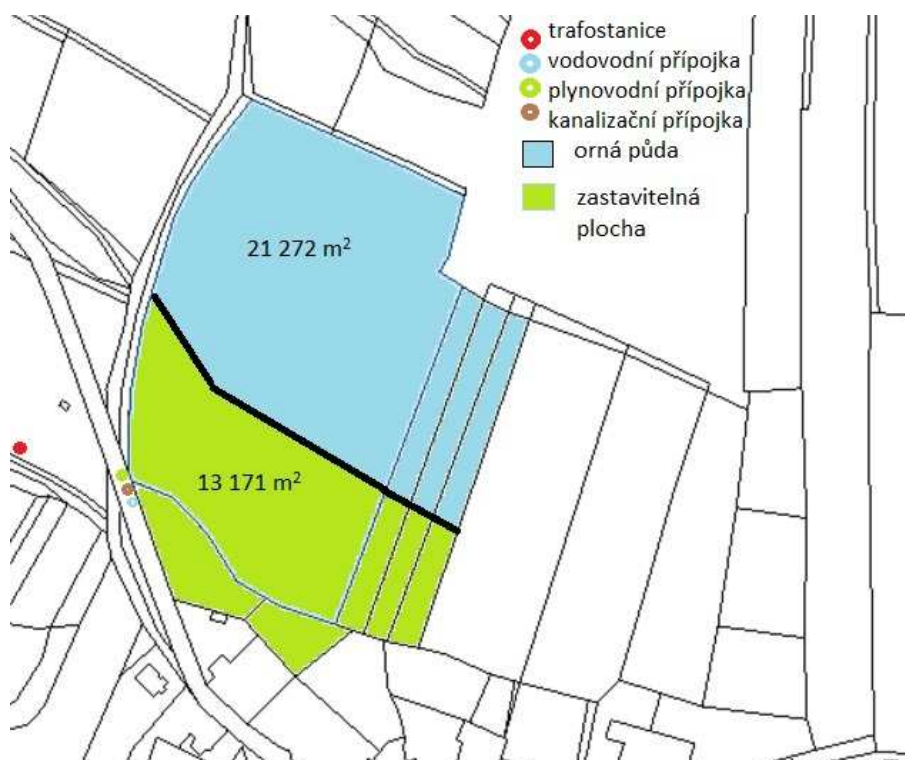 trafostanice
vodovodní přípojka
plynovodní přípojka
kanalizační přípojka
orná půda
zastavitelná
plocha
21 272 m²
13 171 m²